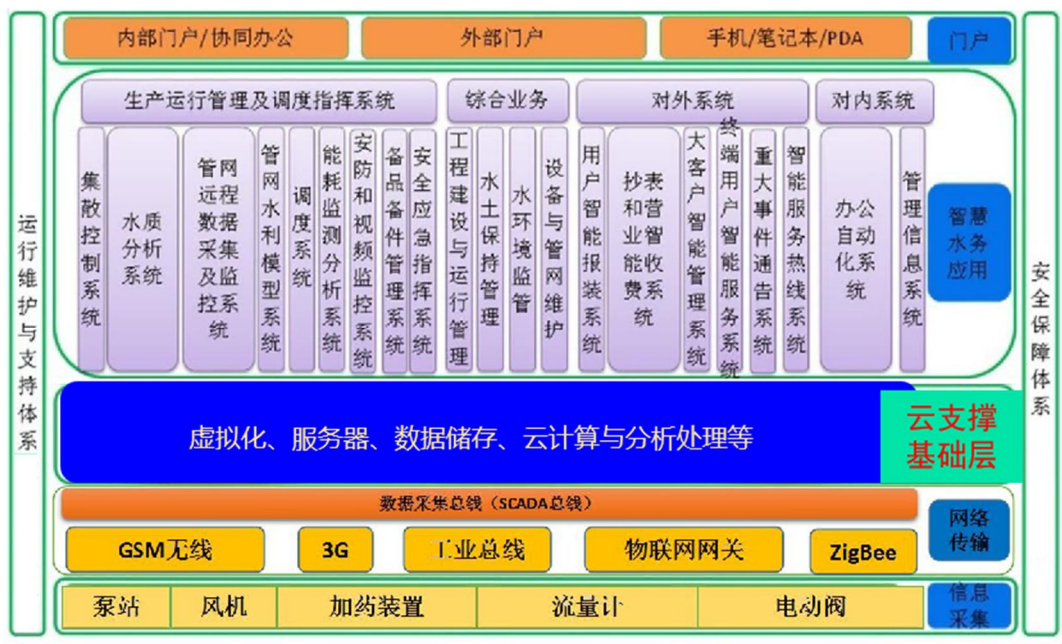 内部门户/协同办公
外部门户
手机/笔记本/PDA
门户
运行维护与支持体系
生产运行管理及调度指挥系统
综合业务
对外系统
对内系统
集散控制系统
水质
分析
系统
管网
远程
数据
采集
及监
控系
统
管网水利模型系统
调度系统
能耗监测分析系统
安防和视频监控系统
备品备件管理系统
安全应急指挥系统
工程建设与运行管理
水土保持管理
水环境监管
设备与管网维护
用户智能报装系统
抄表
和营
业智
能收
费系
统
大客户智能管理系统
终端用户智能服务系统
重大事件通告系统
智能服务热线系统
办公
自动
化系
统
管理信息系统
智慧
水务
应用
安全保障体系
虚拟化、服务器、数据储存、云计算与分析处理等
云支撑
基础层
数据采集总线（SCADA总线）
GSM无线
3G
工业总线
物联网网关
ZigBee
网络
传输
泵站
风机
加药装置
流量计
电动阀
信息
采集